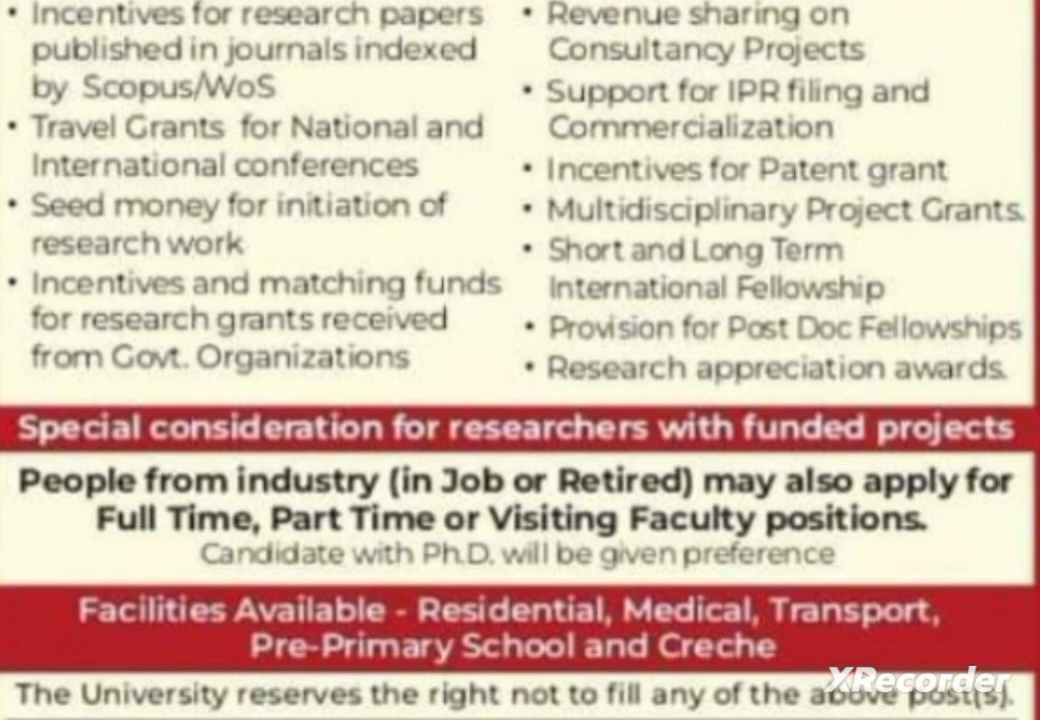 • Incentives for research papers
published in journals indexed
by Scopus/WoS
• Travel Grants for National and
International conferences
• Seed money for initiation of
research work
• Incentives and matching funds
for research grants received
from Govt. Organizations
• Revenue sharing on
Consultancy Projects
• Support for IPR filing and
Commercialization
• Incentives for Patent grant
• Multidisciplinary Project Grants.
• Short and Long Term
International Fellowship
• Provision for Post Doc Fellowships
• Research appreciation awards.
Special consideration for researchers with funded projects
People from industry (in Job or Retired) may also apply for
Full Time, Part Time or Visiting Faculty positions.
Candidate with Ph.D. will be given preference
Facilities Available - Residential, Medical, Transport,
Pre-Primary School and Creche
The University reserves the right not to fill any of the above post(s).
XRecorder